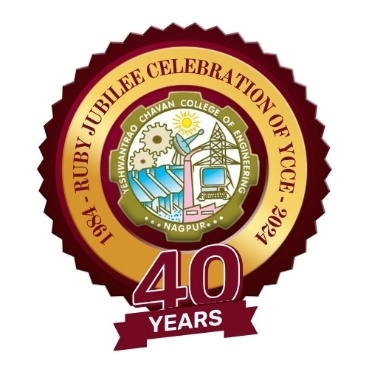 1984 - RUBY JUBILEE CELEBRATION OF YCCE - 2024
YESHWANTRAO CHAVAN COLLEGE OF ENGINEERING
...NAGPUR...
40
YEARS